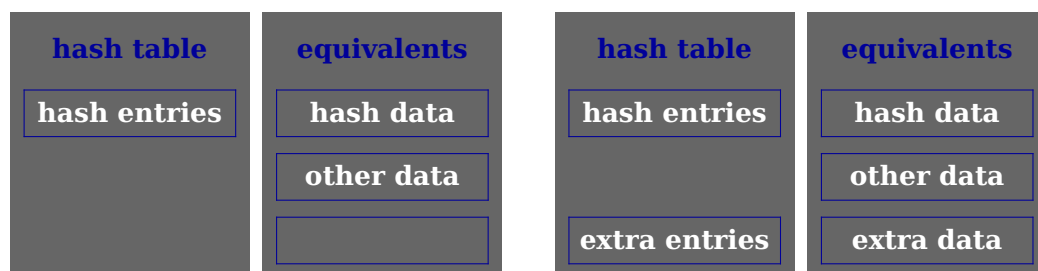 hash table
hash entries
equivalents
hash data
other data
hash table
hash entries
extra entries
equivalents
hash data
other data
extra data